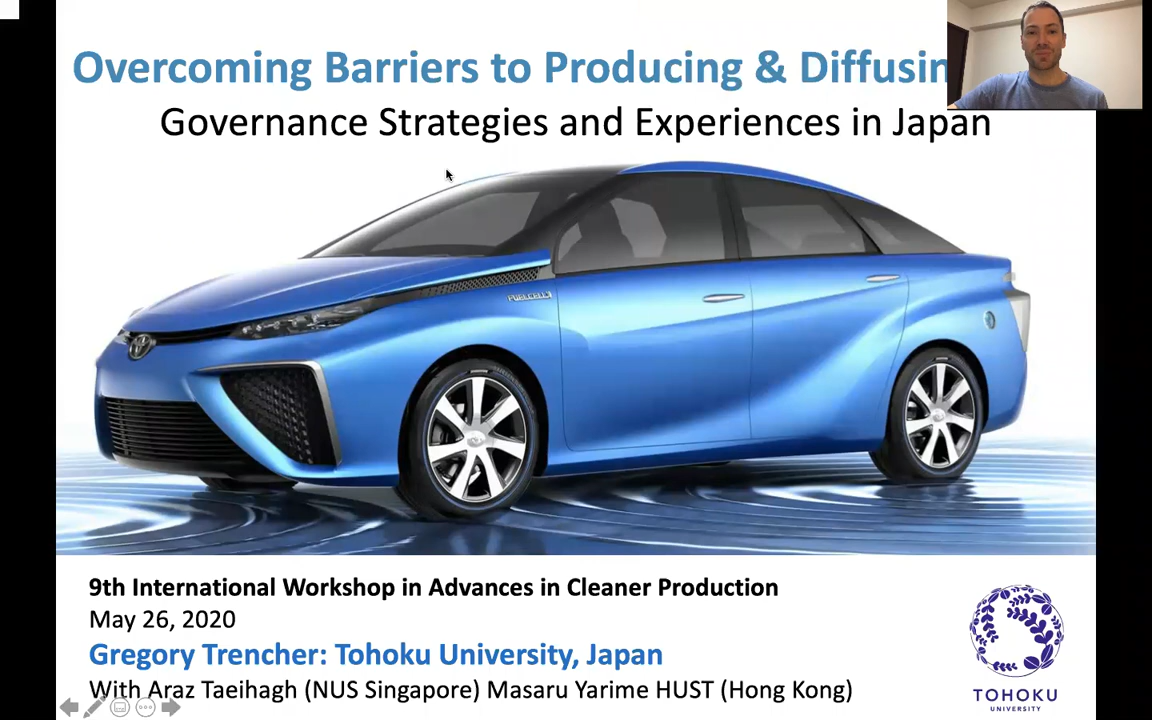 Overcoming Barriers to Producing & Diffusin
Governance Strategies and Experiences in Japan
FUELCELL
9th International Workshop in Advances in Cleaner Production
May 26, 2020
Gregory Trencher: Tohoku University, Japan
With Araz Taeihagh (NUS Singapore) Masaru Yarime HUST (Hong Kong)
TOHOKU
UNIVERSITY